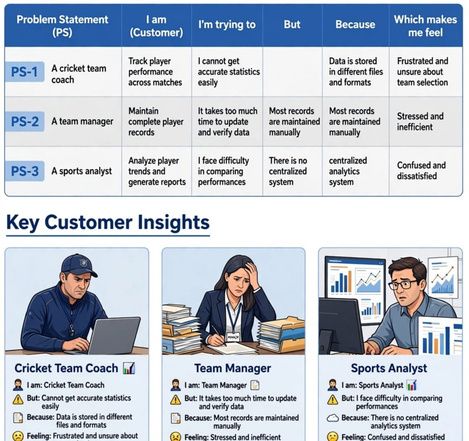 Problem Statement (PS)
I am (Customer)
I'm trying to
But
Because
Which makes me feel
PS-1
A cricket team
coach
Track player
performance
across matches
I cannot get
accurate statistics
easily
Data is stored
in different files
and formats
Frustrated and
unsure about
team selection
PS-2
A team manager
Maintain
complete player
records
It takes too much
time to update
and verify data
Most records
are maintained
manually
Most records
are maintained
manually
Stressed and
inefficient
PS-3
A sports analyst
Analyze player
trends and
generate reports
I face difficulty
in comparing
performances
There is no
centralized
system
centralized
analytics
system
Confused and
dissatisfied
Key Customer Insights
Cricket Team Coach
I am: Cricket Team Coach
But: Cannot get accurate statistics
easily
Because: Data is stored in different
files and formats
Feeling: Frustrated and unsure about
Team Manager
I am: Team Manager
But: It takes too much time to update
and verify data
Because: Most records are maintained
manually
Feeling: Stressed and inefficient
Sports Analyst
I am: Sports Analyst
But: I face difficulty in comparing
performances
Because: There is no centralized
analytics system
Feeling: Confused and dissatisfied